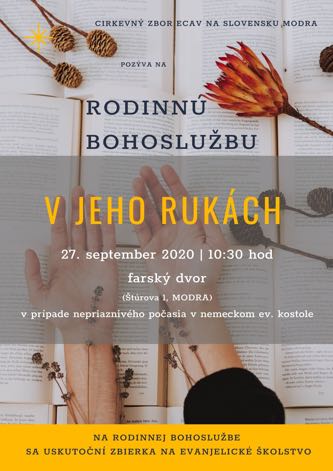 CIRKEVNÝ ZBOR ECAV NA SLOVENSKU MODRA
POZÝVA NA
RODINNÚ
BOHOSLUŽBU
V JEHO RUKÁCH
27. september 2020 | 10:30 hod
farský dvor
(Štúrova 1, MODRA)
v prípade nepriaznivého počasia v nemeckom ev. kostole
NA RODINNEJ BOHOSLUŽBE
SA USKUTOČNÍ ZBIERKA NA EVANJELICKÉ ŠKOLSTVO